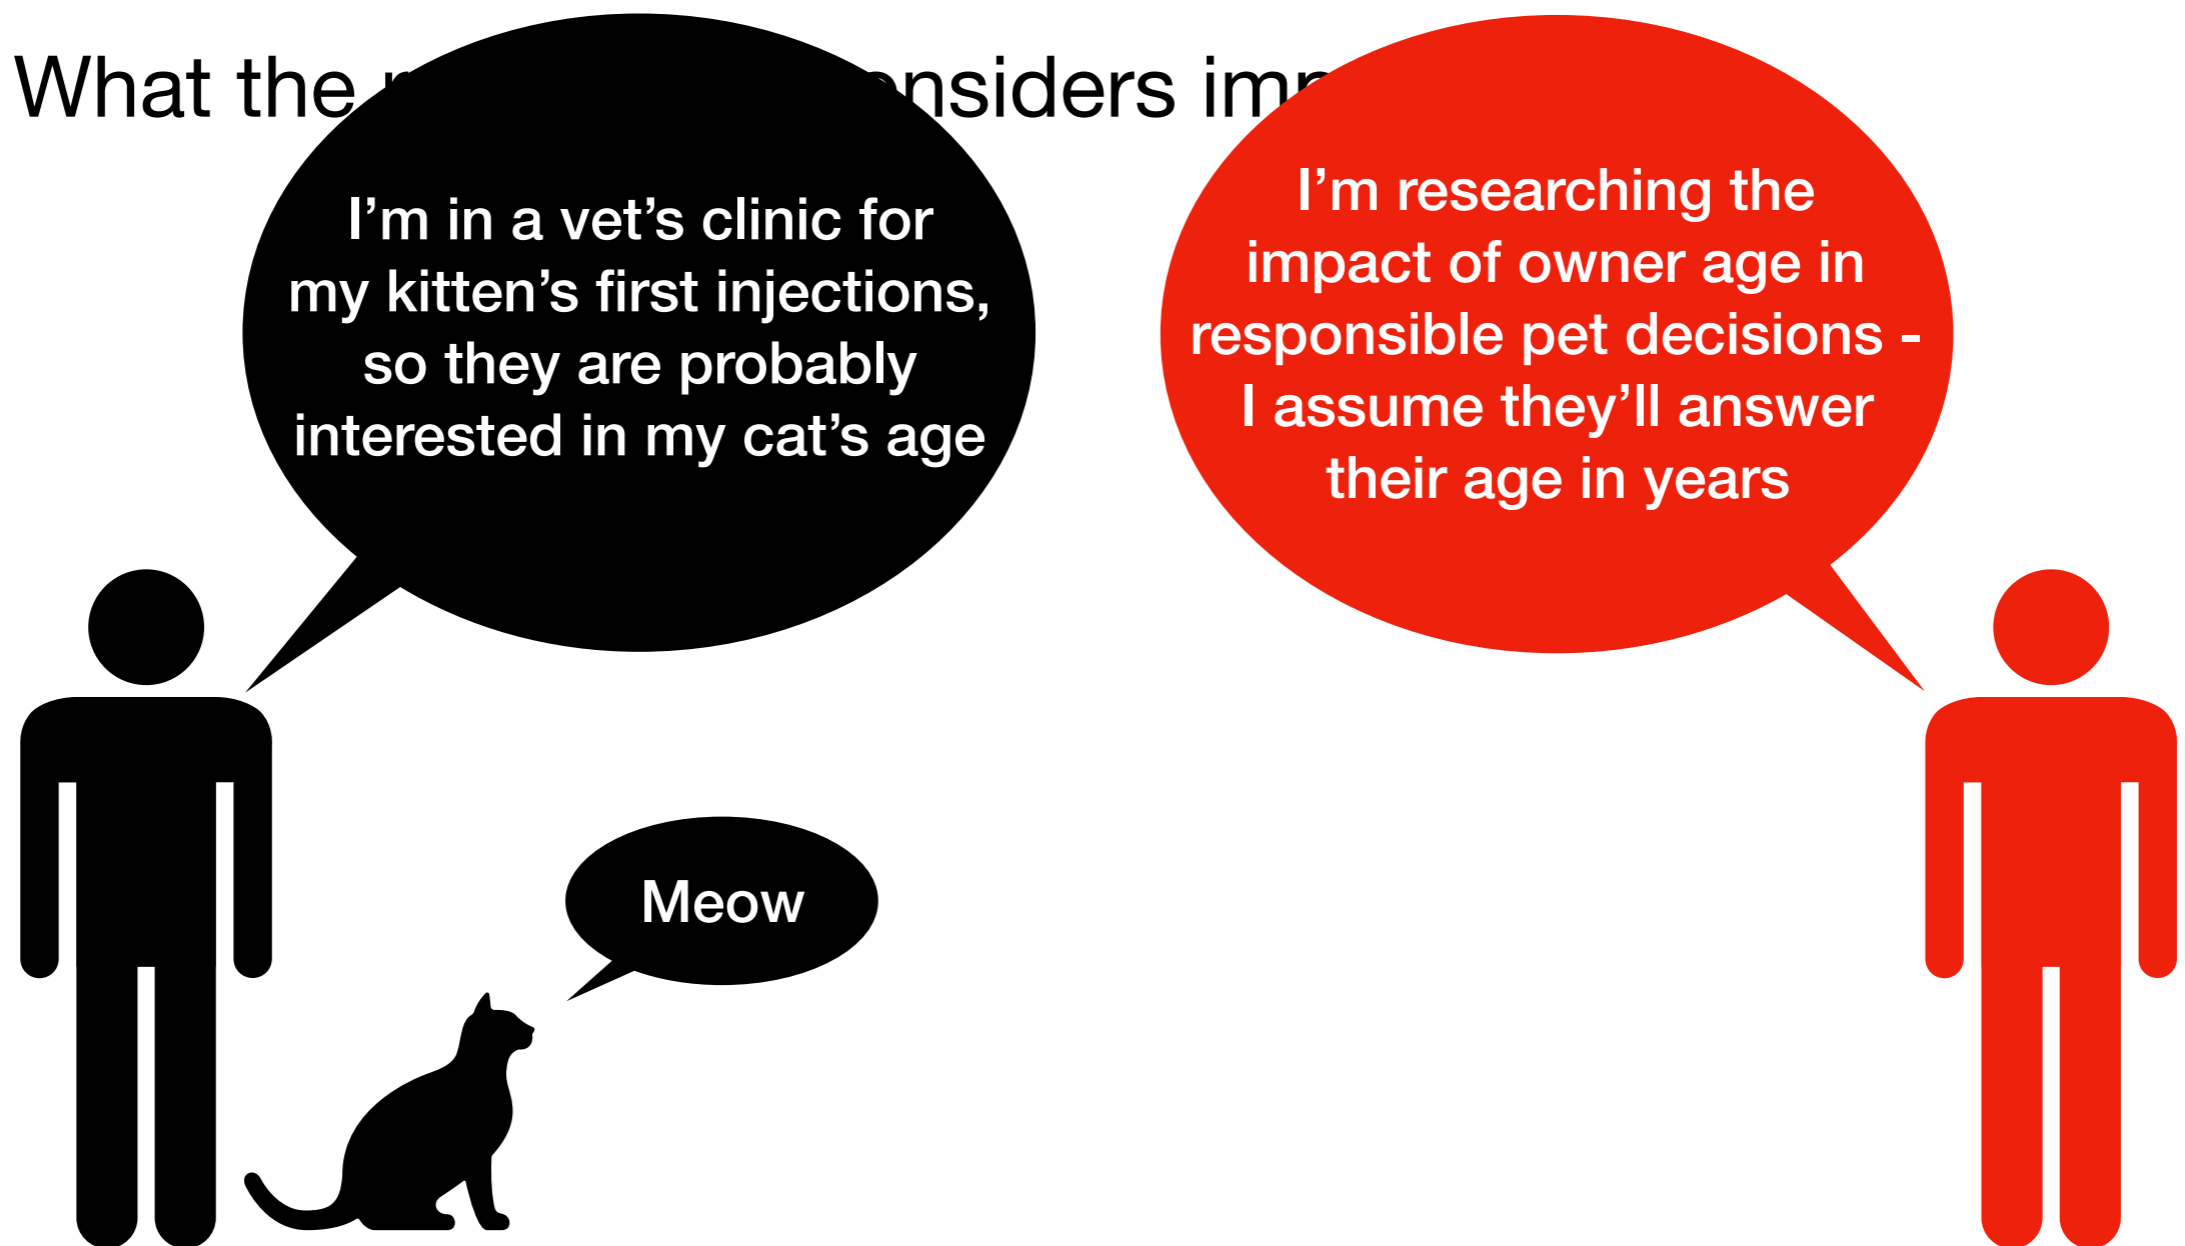 What the
I'm in a vet's clinic for
my kitten's first injections,
so they are probably
interested in my cat's age
I'm researching the
impact of owner age in
responsible pet decisions -
I assume they'll answer
their age in years
Meow